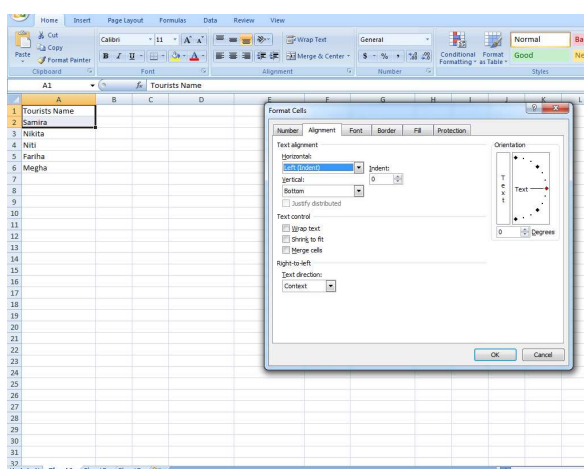 Home Insert Page Layout Formulas Data Review View
Cut
Copy
Format Painter
Paste
Clipboard
Calibri 11 A A
B I U A
Font
Wrap Text
Merge & Center
Alignment
General
$ % ,
Number
Conditional Formatting
Format as Table
Normal
Good
Styles
A1 fx Tourists Name
A B C D E F G H I J K L
1 Tourists Name
2 Samira
3 Nikita
4 Niti
5 Fariha
6 Megha
7
8
9
10
11
12
13
14
15
16
17
18
19
20
21
22
23
24
25
26
27
28
29
30
31
32
Format Cells
Number Alignment Font Border Fill Protection
Text alignment
Horizontal:
Left (Indent)
Indent:
0
Vertical:
Bottom
Justify distributed
Text control
Wrap text
Shrink to fit
Merge cells
Right-to-left
Text direction:
Context
Orientation
Text
Text
0 Degrees
OK Cancel